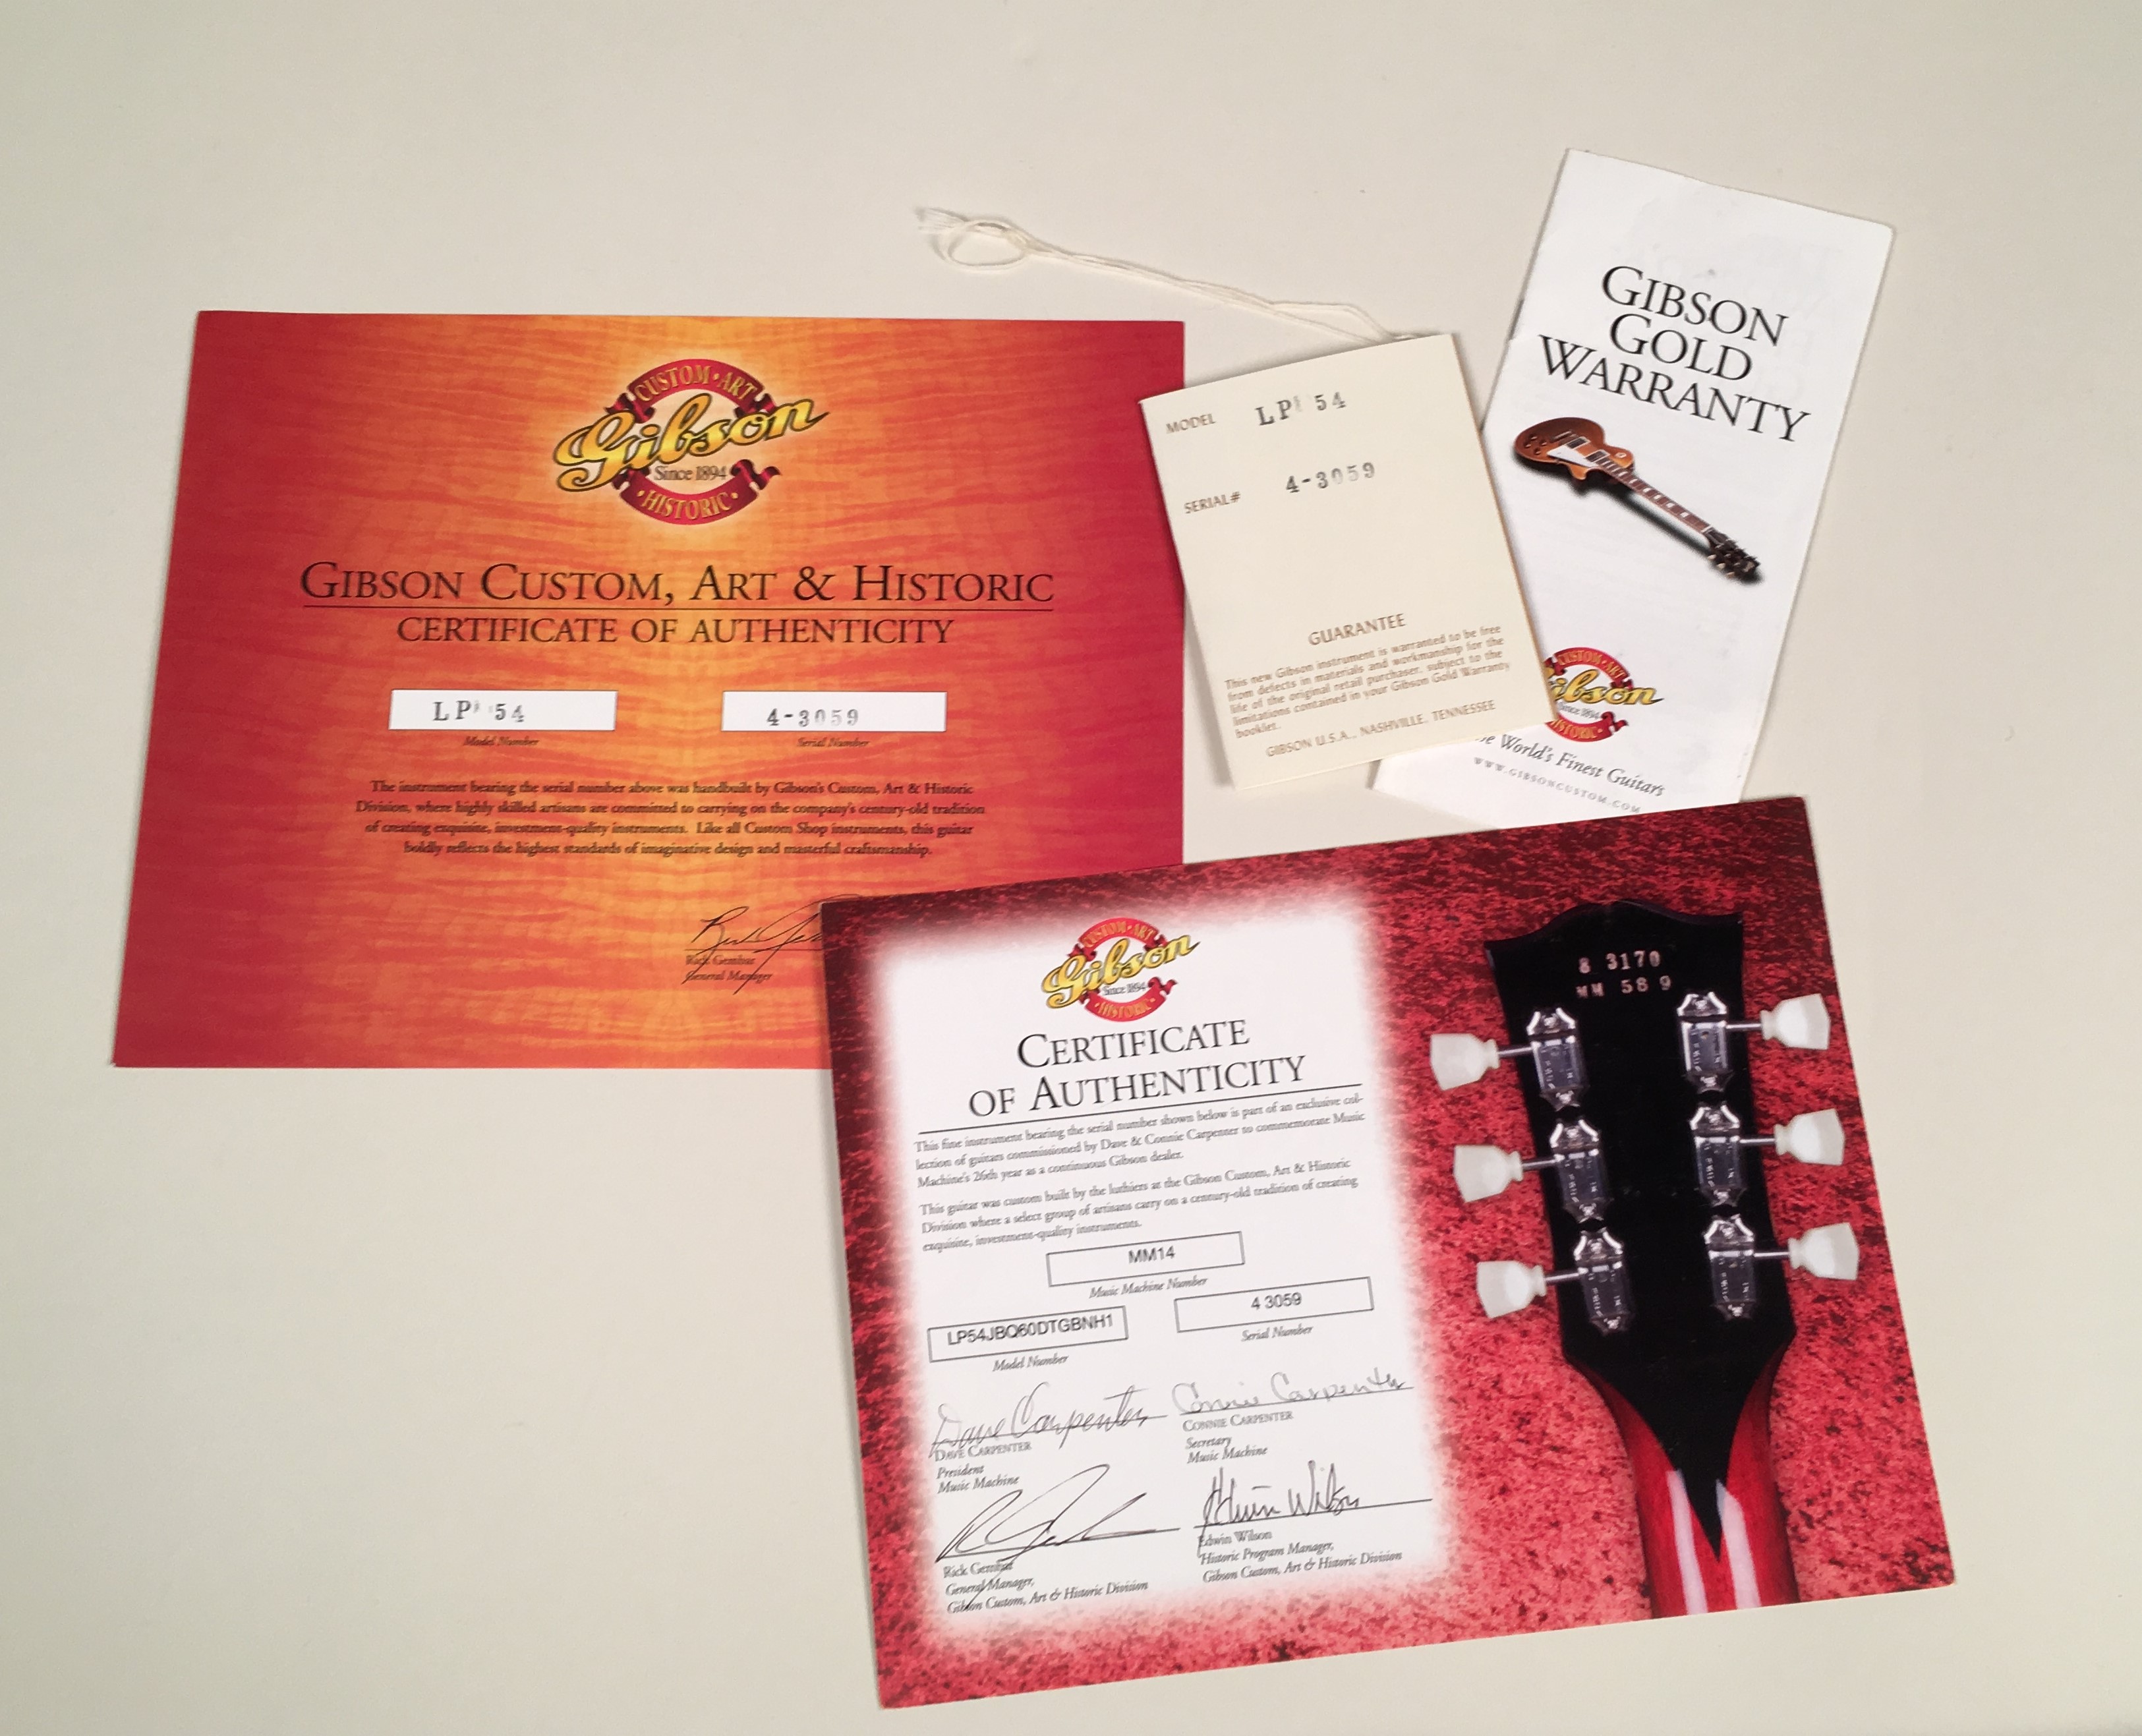 CUSTOM • ART
Gibson
Since 1894
• HISTORIC •
GIBSON CUSTOM, ART & HISTORIC
CERTIFICATE OF AUTHENTICITY
LP 54
4-3059
Model Number
Serial Number
The instrument bearing the serial number above was handbuilt by Gibson's Custom, Art & Historic
Division, where highly skilled artisans are committed to carrying on the company's century-old tradition
of creating exquisite, investment-quality instruments. Like all Custom Shop instruments, this guitar
boldly reflects the highest standards of imaginative design and masterful craftsmanship.
Rick Gembar
General Manager
MODEL LP 54
SERIAL# 4-3059
GUARANTEE
This new Gibson instrument is warranted to be free
from defects in materials and workmanship for the
life of the original retail purchaser, subject to the
limitations contained in your Gibson Gold Warranty
booklet.
GIBSON U.S.A., NASHVILLE, TENNESSEE
GIBSON
GOLD
WARRANTY
CUSTOM • ART
Gibson
Since 1894
HISTORIC •
The World's Finest Guitars
WWW.GIBSONCUSTOM.COM
CUSTOM • ART
Gibson
Since 1894
• HISTORIC •
CERTIFICATE
OF AUTHENTICITY
This fine instrument bearing the serial number shown below is part of an exclusive col-
lection of guitars commissioned by Dave & Connie Carpenter to commemorate Music
Machine's 26th year as a continuous Gibson dealer.
This guitar was custom built by the luthiers at the Gibson Custom, Art & Historic
Division where a select group of artisans carry on a century-old tradition of creating
exquisite, investment-quality instruments.
MM14
Music Machine Number
LP54JBQ60DTGBNH1
4 3059
Model Number
Serial Number
Dave Carpenter
Connie Carpenter
DAVE CARPENTER
President
Music Machine
CONNIE CARPENTER
Secretary
Music Machine
Edwin Wilson
Rick Gembar
General Manager,
Gibson Custom, Art & Historic Division
Edwin Wilson
Historic Program Manager,
Gibson Custom, Art & Historic Division
8 3170
MM 58 9